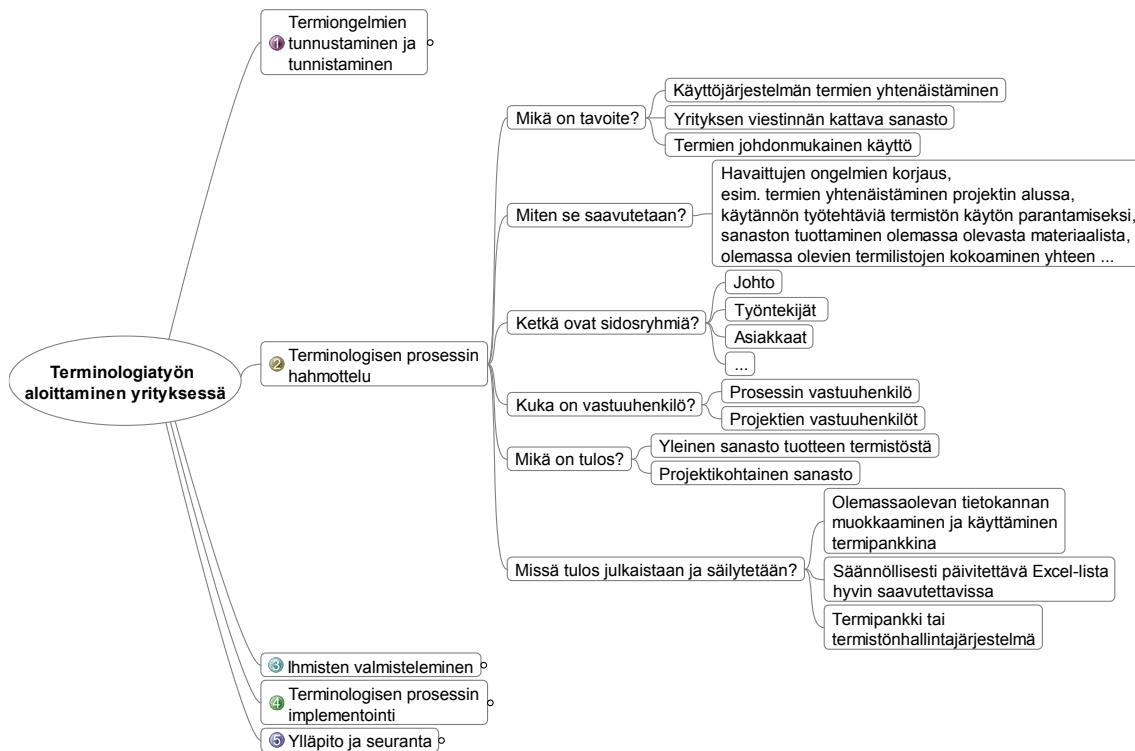 Terminologiatyön
aloittaminen yrityksessä
1 Termiongelmien
tunnustaminen ja
tunnistaminen
2 Terminologisen prosessin
hahmottelu
Mikä on tavoite?
Käyttöjärjestelmän termien yhtenäistäminen
Yrityksen viestinnän kattava sanasto
Termien johdonmukainen käyttö
Miten se saavutetaan?
Havaittujen ongelmien korjaus,
esim. termien yhtenäistäminen projektin alussa,
käytännön työtehtäviä termistön käytön parantamiseksi,
sanaston tuottaminen olemassa olevasta materiaalista,
olemassa olevien termilistojen kokoaminen yhteen ...
Ketkä ovat sidosryhmiä?
Johto
Työntekijät
Asiakkaat
...
Kuka on vastuuhenkilö?
Prosessin vastuuhenkilö
Projektien vastuuhenkilöt
Mikä on tulos?
Yleinen sanasto tuotteen termistöstä
Projektikohtainen sanasto
Missä tulos julkaistaan ja säilytetään?
Olemassaolevan tietokannan
muokkaaminen ja käyttäminen
termipankkina
Säännöllisesti päivitettävä Excel-lista
hyvin saavutettavissa
Termipankki tai
termistönhallintajärjestelmä
3 Ihmisten valmisteleminen
4 Terminologisen prosessin
implementointi
5 Ylläpito ja seuranta